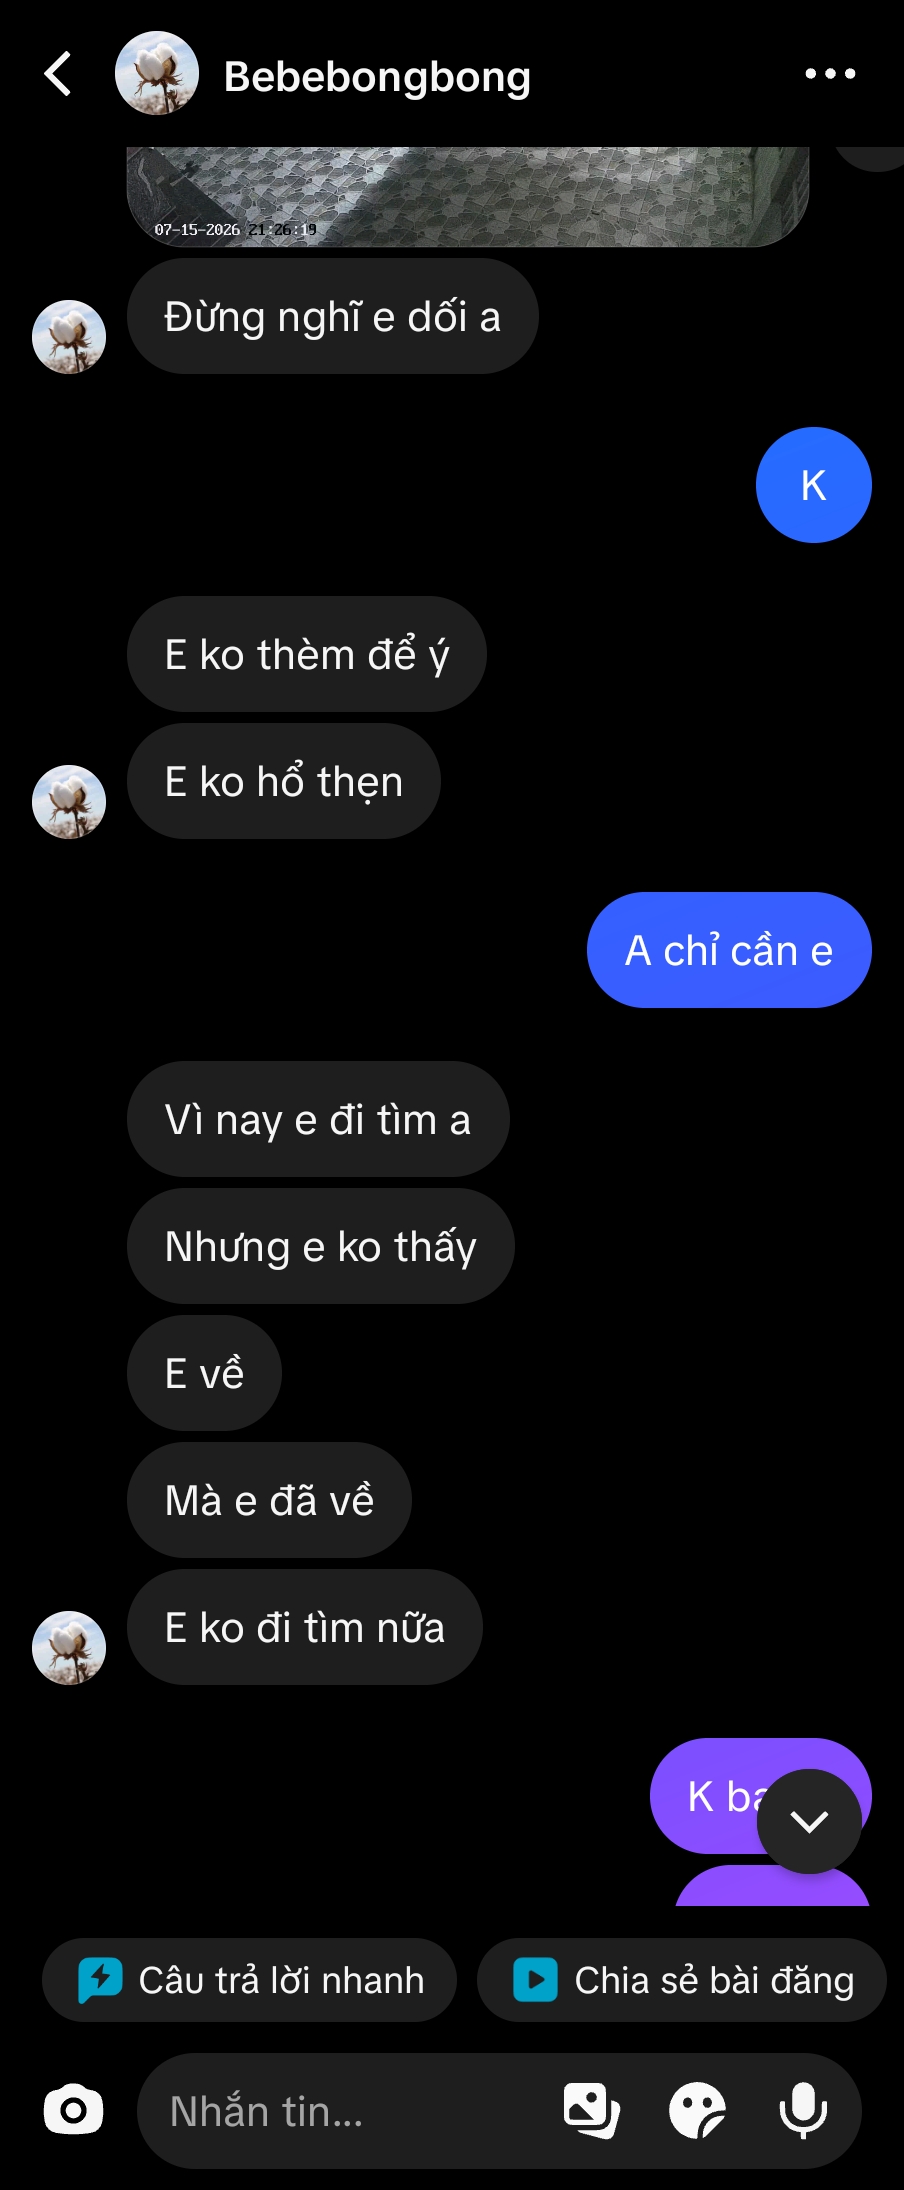 Bebebongbong
07-15-2026 21:26:19
Đừng nghĩ e dối a
K
E ko thèm để ý
E ko hổ thẹn
A chỉ cần e
Vì nay e đi tìm a
Nhưng e ko thấy
E về
Mà e đã về
E ko đi tìm nữa
K
Câu trả lời nhanh
Chia sẻ bài đăng
Nhắn tin...